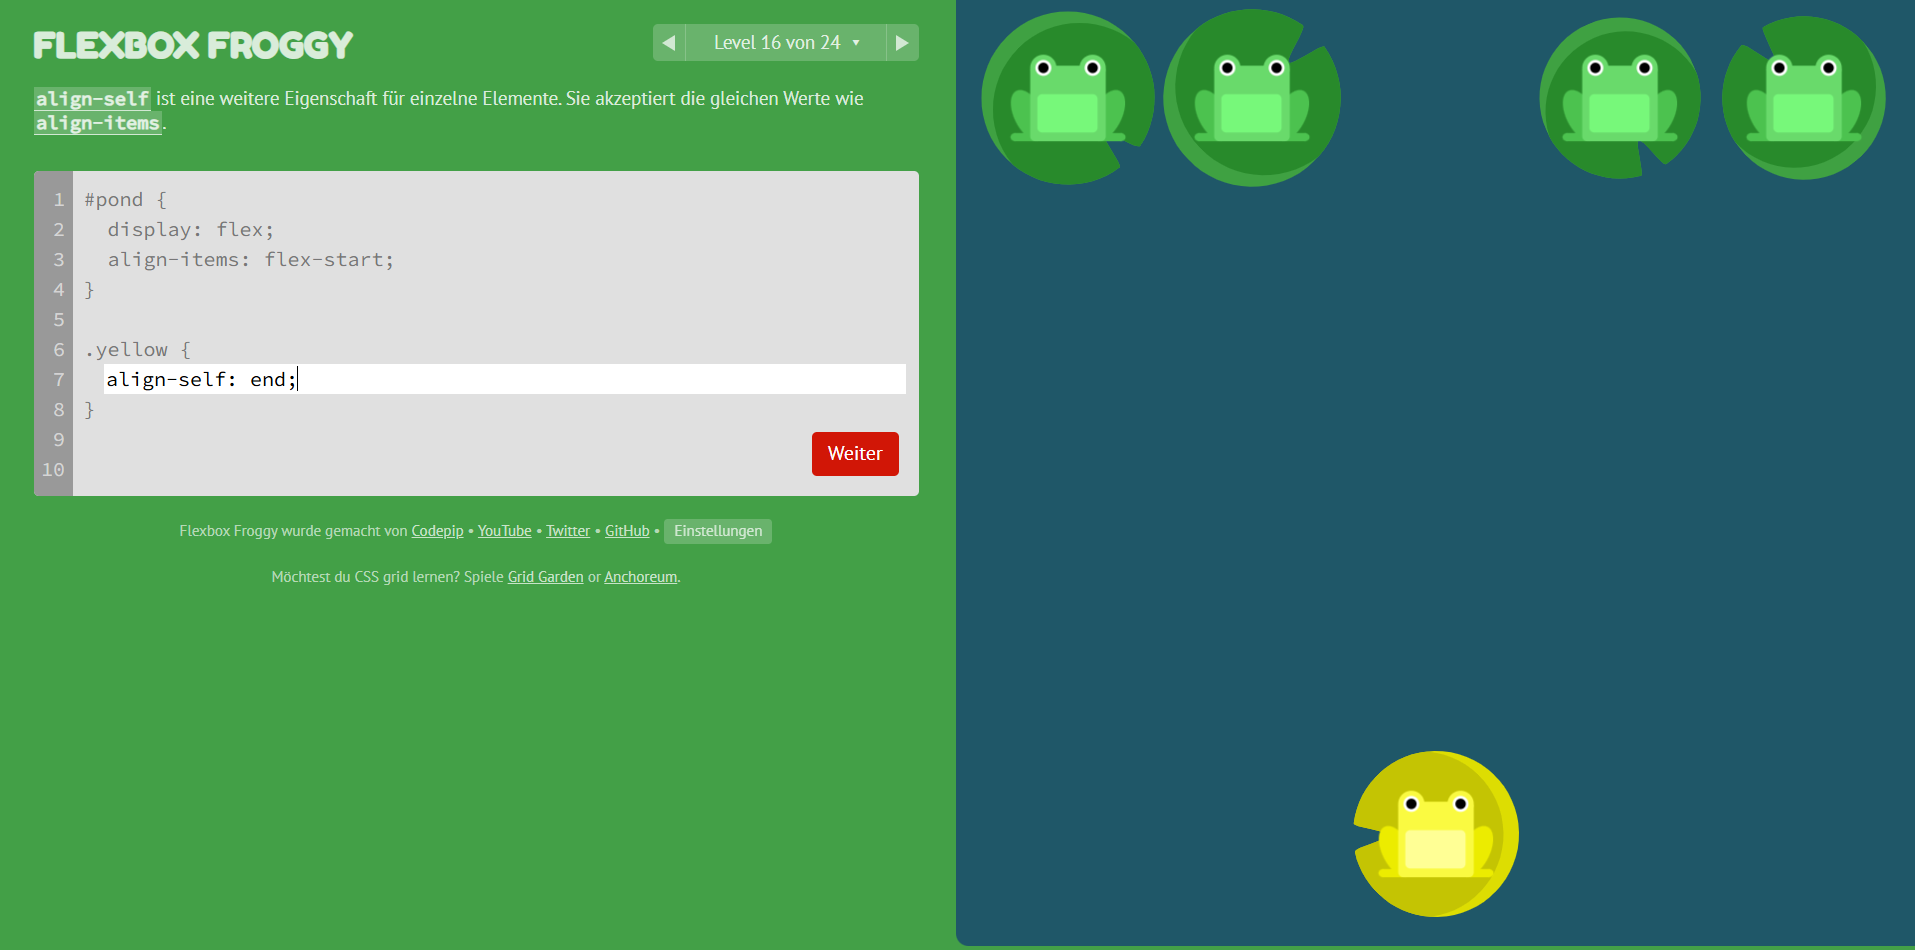 FLEXBOX FROGGY
◀ Level 16 von 24 ▼ ▶
align-self ist eine weitere Eigenschaft für einzelne Elemente. Sie akzeptiert die gleichen Werte wie
align-items.
1 #pond {
2   display: flex;
3   align-items: flex-start;
4 }
5
6 .yellow {
7   align-self: end;
8 }
9
10
Weiter
Flexbox Froggy wurde gemacht von Codepip • YouTube • Twitter • GitHub • Einstellungen
Möchtest du CSS grid lernen? Spiele Grid Garden or Anchoreum.